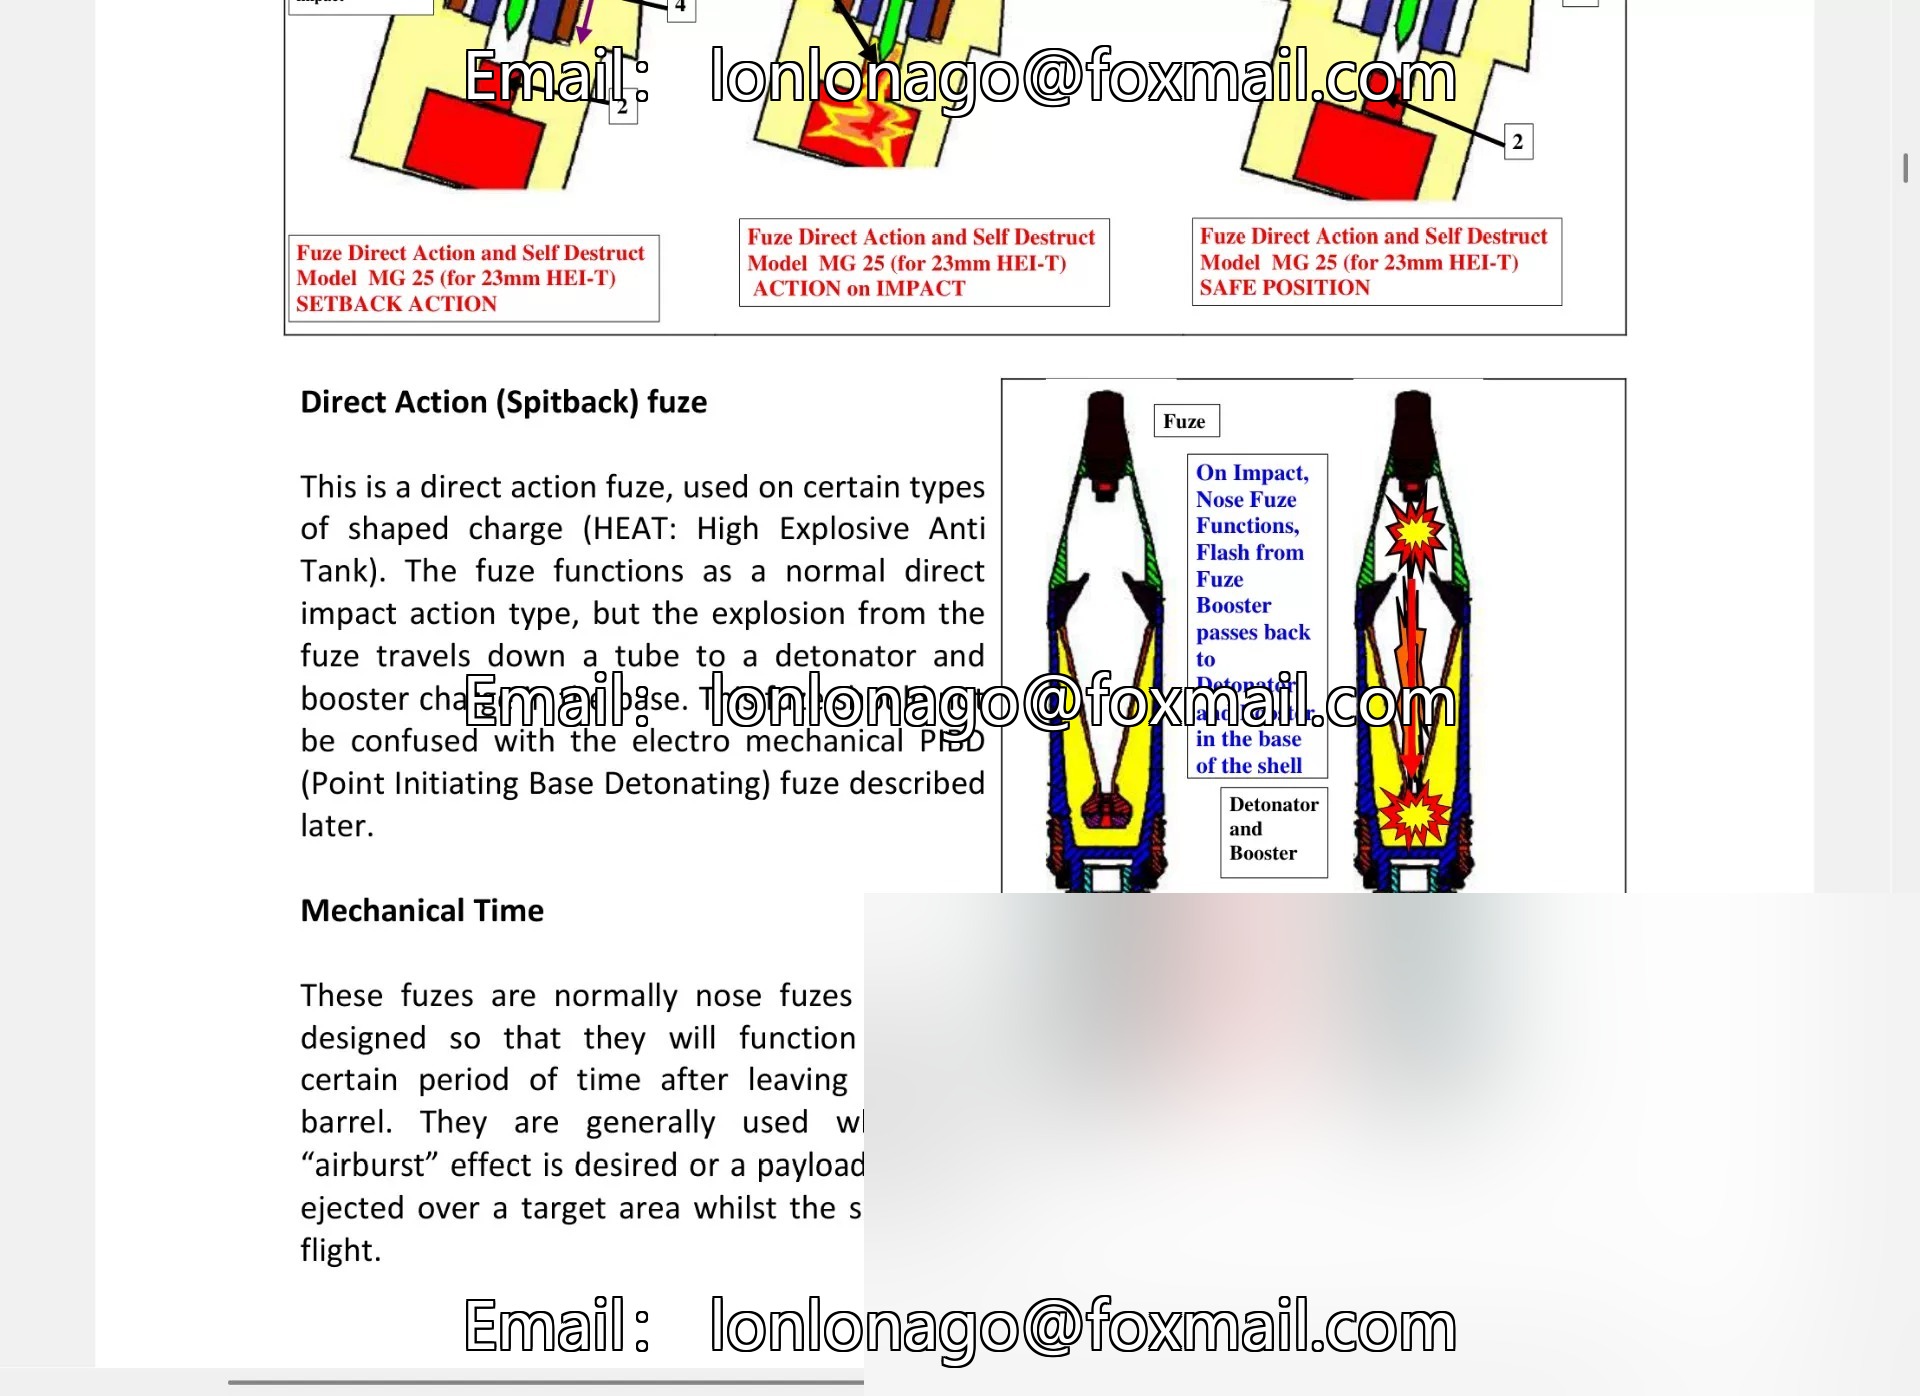 4
2
2
Email: lonlonago@foxmail.com
Fuze Direct Action and Self Destruct
Model MG 25 (for 23mm HEI-T)
SETBACK ACTION
Fuze Direct Action and Self Destruct
Model MG 25 (for 23mm HEI-T)
ACTION on IMPACT
Fuze Direct Action and Self Destruct
Model MG 25 (for 23mm HEI-T)
SAFE POSITION
Direct Action (Spitback) fuze
This is a direct action fuze, used on certain types
of shaped charge (HEAT: High Explosive Anti
Tank). The fuze functions as a normal direct
impact action type, but the explosion from the
fuze travels down a tube to a detonator and
booster base. This
be confused with the electro mechanical PIBD
(Point Initiating Base Detonating) fuze described
later.
Fuze
On Impact,
Nose Fuze
Functions,
Flash from
Fuze
Booster
passes back
to
Detonator
and Booster
in the base
of the shell
Detonator
and
Booster
Email: lonlonago@foxmail.com
Mechanical Time
These fuzes are normally nose fuzes
designed so that they will function
certain period of time after leaving
barrel. They are generally used
“airburst” effect is desired or a payload
ejected over a target area whilst the
flight.
Email: lonlonago@foxmail.com